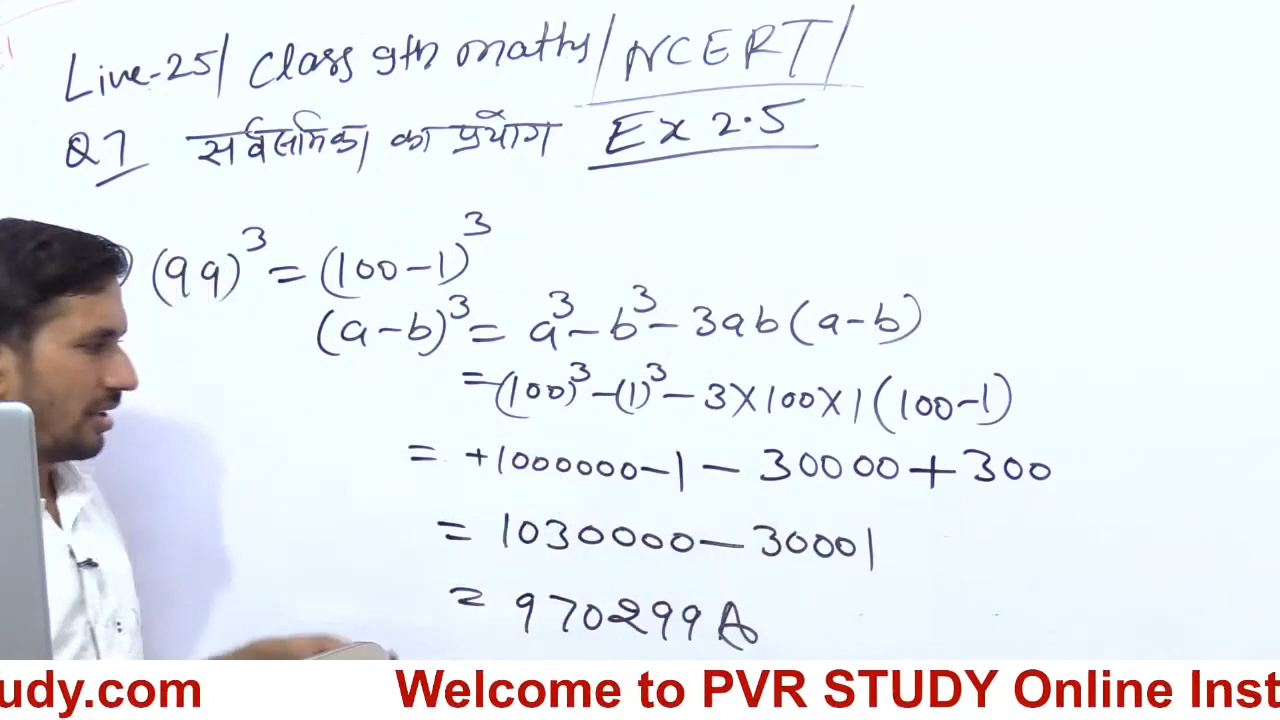 Live-25/ Class 9th maths/NCERT/
Q7 सर्वसमिका का प्रयोग Ex 2.5
) (99)³ = (100-1)³
(a-b)³ = a³-b³-3ab(a-b)
=(100)³-(1)³-3×100×1(100-1)
= +1000000-1-30000+300
= 1030000-30001
= 970299 A
udy.com Welcome to PVR STUDY Online Inst